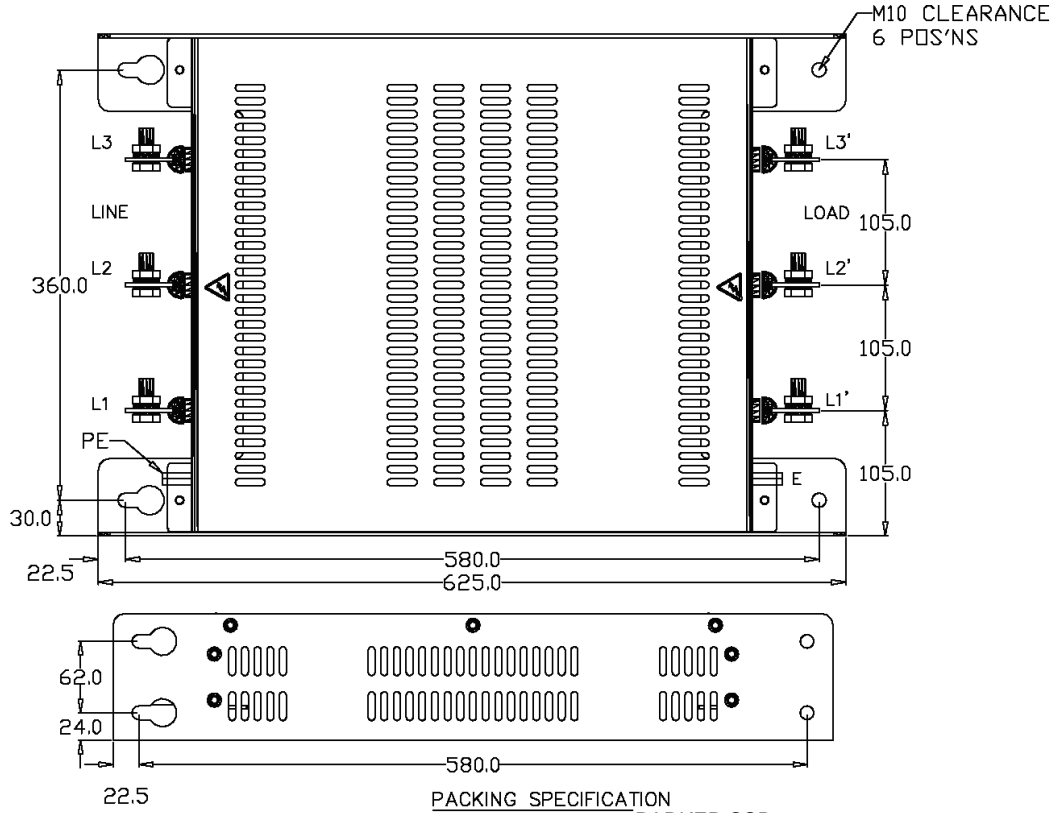 M10 CLEARANCE
6 POS'NS
L3
L3'
LINE
LOAD
105.0
L2
L2'
360.0
105.0
L1
L1'
PE
105.0
E
30.0
580.0
22.5
625.0
62.0
24.0
580.0
22.5
PACKING SPECIFICATION